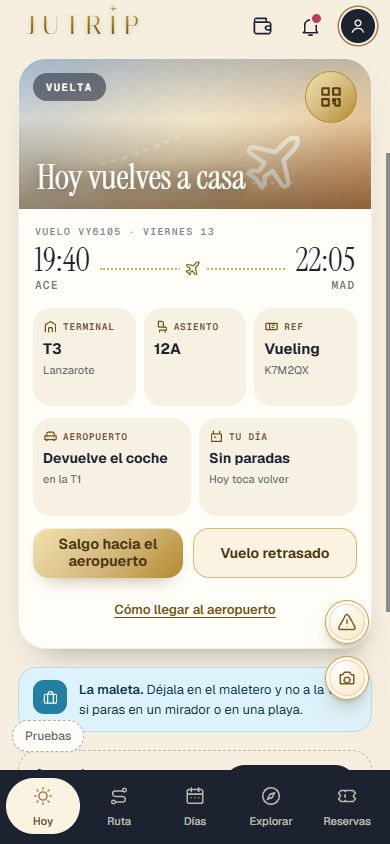 JUTRIP
VUELTA
Hoy vuelves a casa
VUELO VY6105 · VIERNES 13
19:40 22:05
ACE MAD
TERMINAL
T3
Lanzarote
ASIENTO
12A
REF
Vueling
K7M2QX
AEROPUERTO
Devuelve el coche
en la T1
TU DÍA
Sin paradas
Hoy toca volver
Salgo hacia el
aeropuerto
Vuelo retrasado
Cómo llegar al aeropuerto
La maleta. Déjala en el maletero y no a la
si paras en un mirador o en una playa.
Pruebas
Hoy
Ruta
Días
Explorar
Reservas